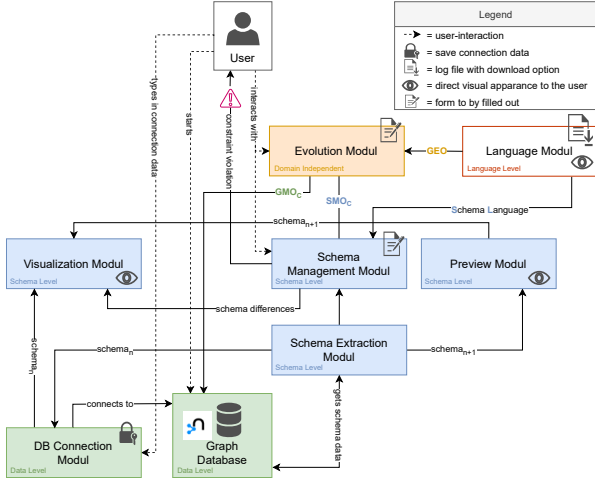 User
Legend
= user-interaction
= save connection data
= log file with download option
= direct visual apparance to the user
= form to by filled out
types in connection data
starts
constraint violation
interacts with
Evolution Modul
Domain Independent
GEO
Language Modul
Language Level
GMOC
SMOC
Schema Language
scheman+1
Visualization Modul
Schema Level
Schema
Management Modul
Schema Level
Preview Modul
Schema Level
schema differences
Schema Extraction
Modul
Schema Level
scheman
scheman+1
scheman
connects to
gets schema data
DB Connection
Modul
Data Level
Graph
Database
Data Level